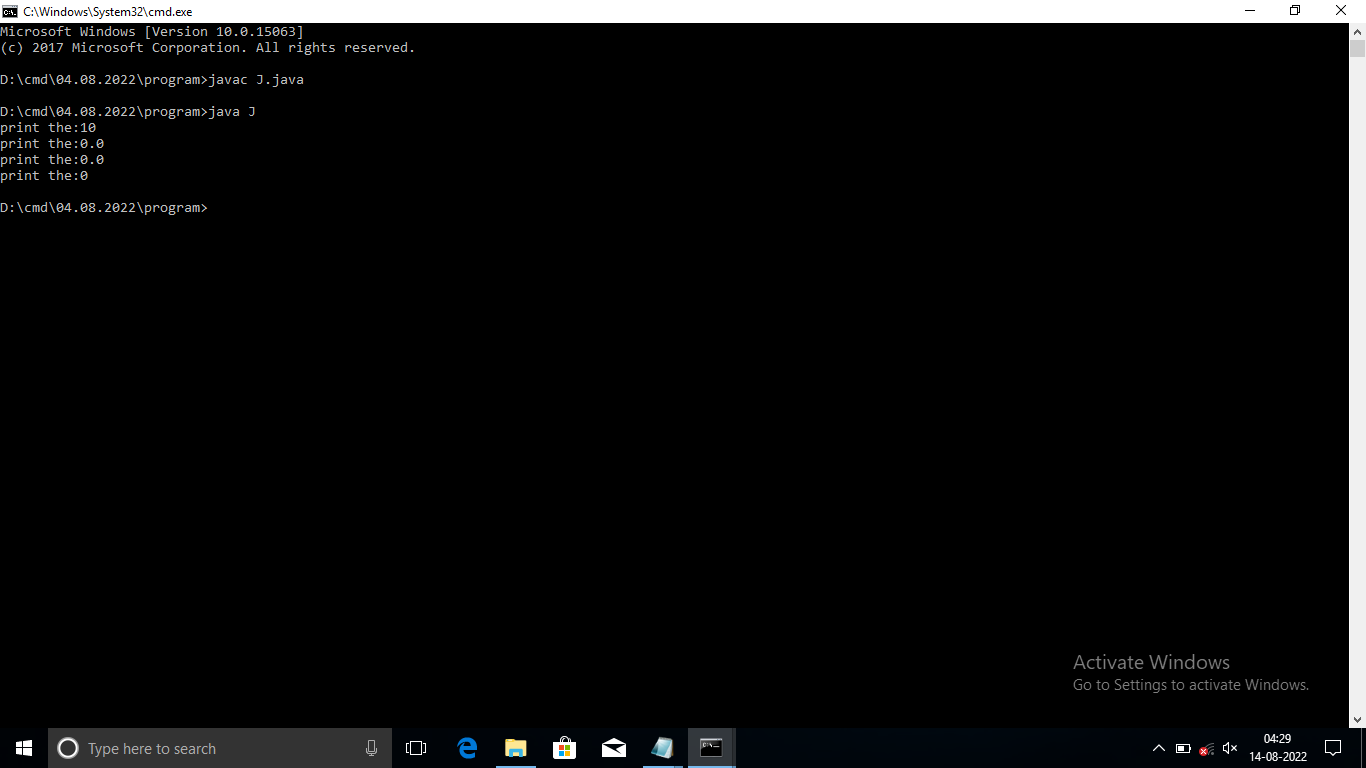 C:\Windows\System32\cmd.exe
Microsoft Windows [Version 10.0.15063]
(c) 2017 Microsoft Corporation. All rights reserved.
D:\cmd\04.08.2022\program>javac J.java
D:\cmd\04.08.2022\program>java J
print the:10
print the:0.0
print the:0.0
print the:0
D:\cmd\04.08.2022\program>
Activate Windows
Go to Settings to activate Windows.
Type here to search
04:29
14-08-2022